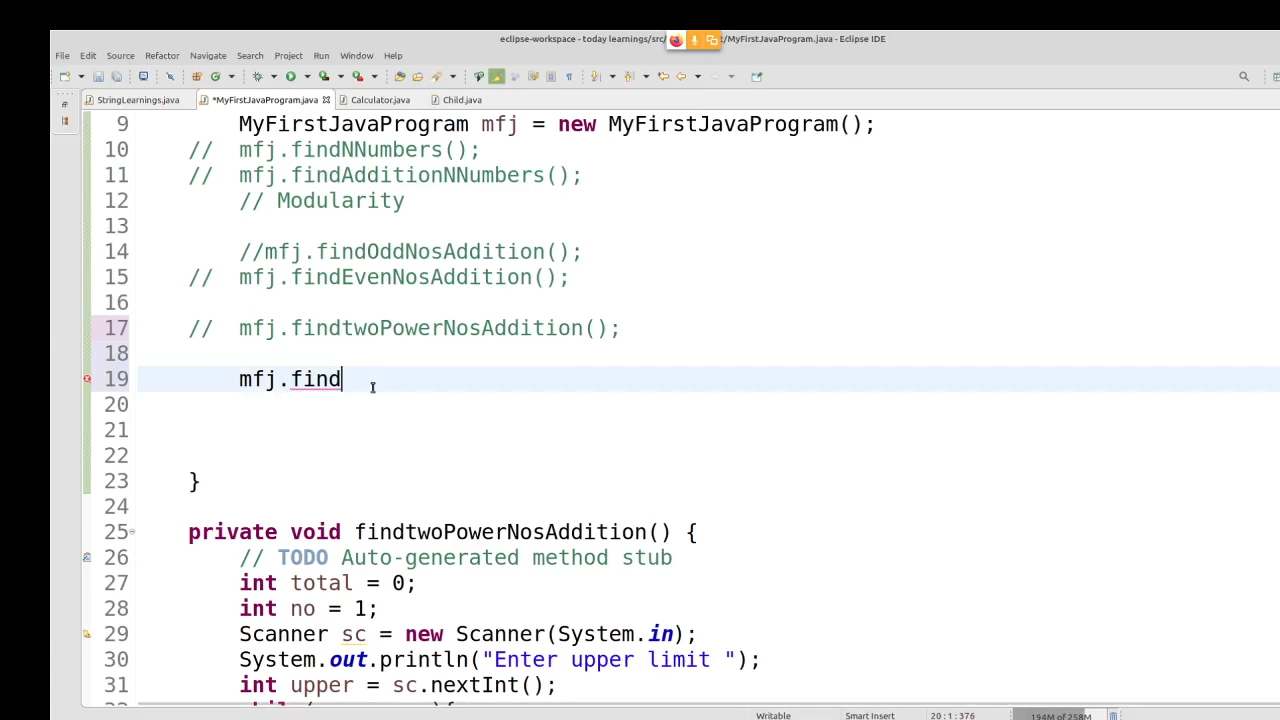 eclipse-workspace - today learnings/src/ t/MyFirstJavaProgram.java - Eclipse IDE
File Edit Source Refactor Navigate Search Project Run Window Help
StringLearnings.java *MyFirstJavaProgram.java Calculator.java Child.java
9 MyFirstJavaProgram mfj = new MyFirstJavaProgram();
10 // mfj.findNNumbers();
11 // mfj.findAdditionNNumbers();
12 // Modularity
13
14 //mfj.findOddNosAddition();
15 // mfj.findEvenNosAddition();
16
17 // mfj.findtwoPowerNosAddition();
18
19 mfj.find
20
21
22
23 }
24
25 private void findtwoPowerNosAddition() {
26 // TODO Auto-generated method stub
27 int total = 0;
28 int no = 1;
29 Scanner sc = new Scanner(System.in);
30 System.out.println("Enter upper limit ");
31 int upper = sc.nextInt();
Writable Smart Insert 20:1:376 194M of 258M